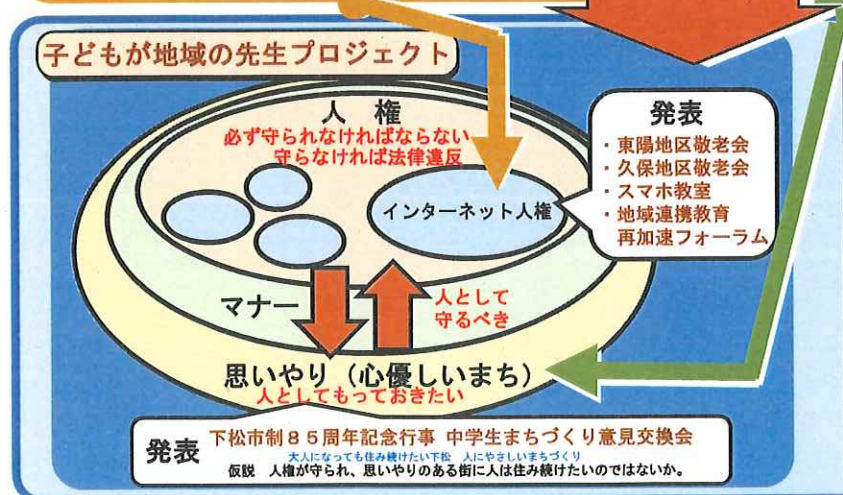 子どもが地域の先生プロジェクト
人 権
必ず守られなければならない
守らなければ法律違反
インターネット人権
発表
・東陽地区敬老会
・久保地区敬老会
・スマホ教室
・地域連携教育
再加速フォーラム
マナー
人として
守るべき
思いやり（心優しいまち）
人としてもっておきたい
発表 下松市制８５周年記念行事 中学生まちづくり意見交換会
大人になっても住み続けたい下松 人にやさしいまちづくり
仮説 人権が守られ、思いやりのある街に人は住み続けたいのではないか。